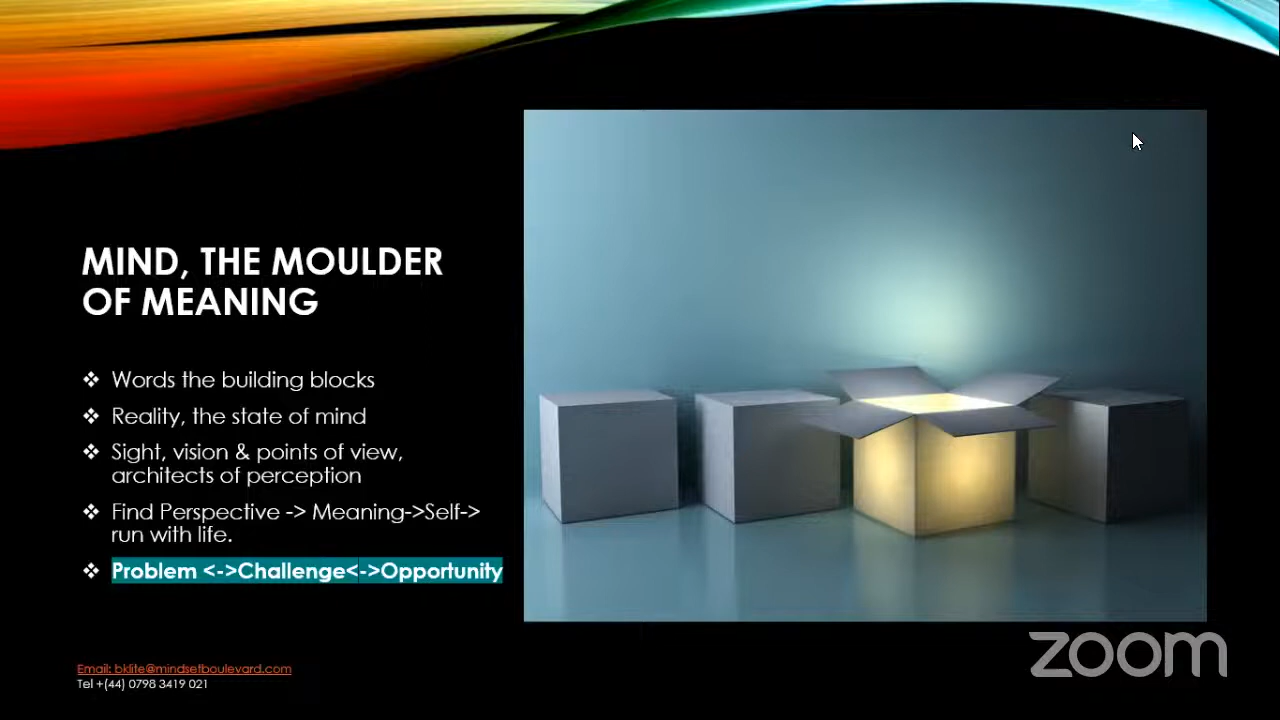 MIND, THE MOULDER
OF MEANING
❖ Words the building blocks
❖ Reality, the state of mind
❖ Sight, vision & points of view,
architects of perception
❖ Find Perspective -> Meaning->Self->
run with life.
❖ Problem <->Challenge<->Opportunity
Email: bklite@mindsetboulevard.com
Tel +(44) 0798 3419 021
zoom